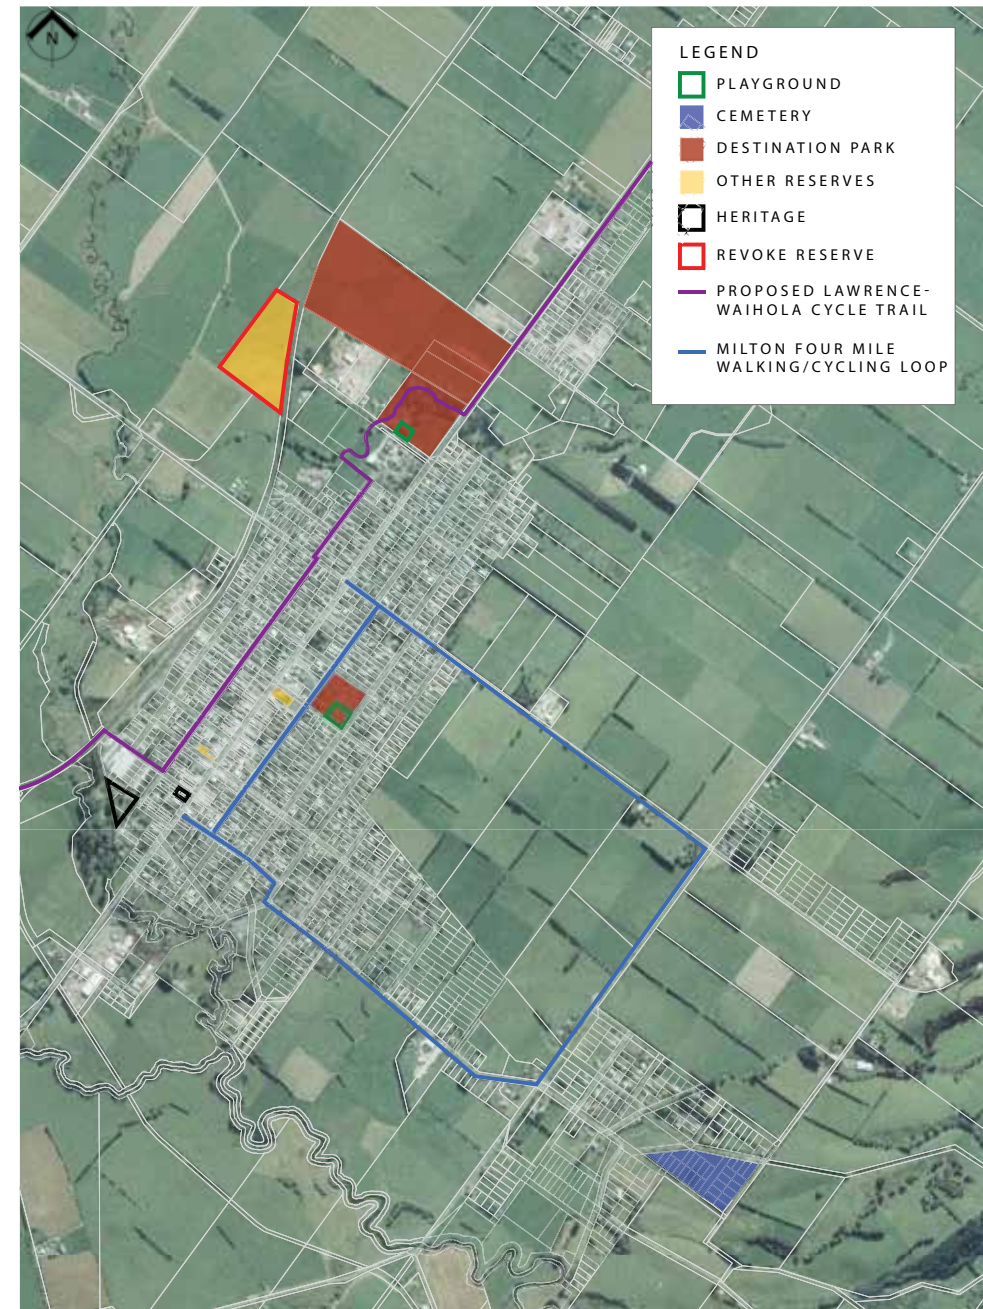 N
LEGEND
PLAYGROUND
CEMETERY
DESTINATION PARK
OTHER RESERVES
HERITAGE
REVOKE RESERVE
PROPOSED LAWRENCE-
WAIHOLA CYCLE TRAIL
MILTON FOUR MILE
WALKING/CYCLING LOOP